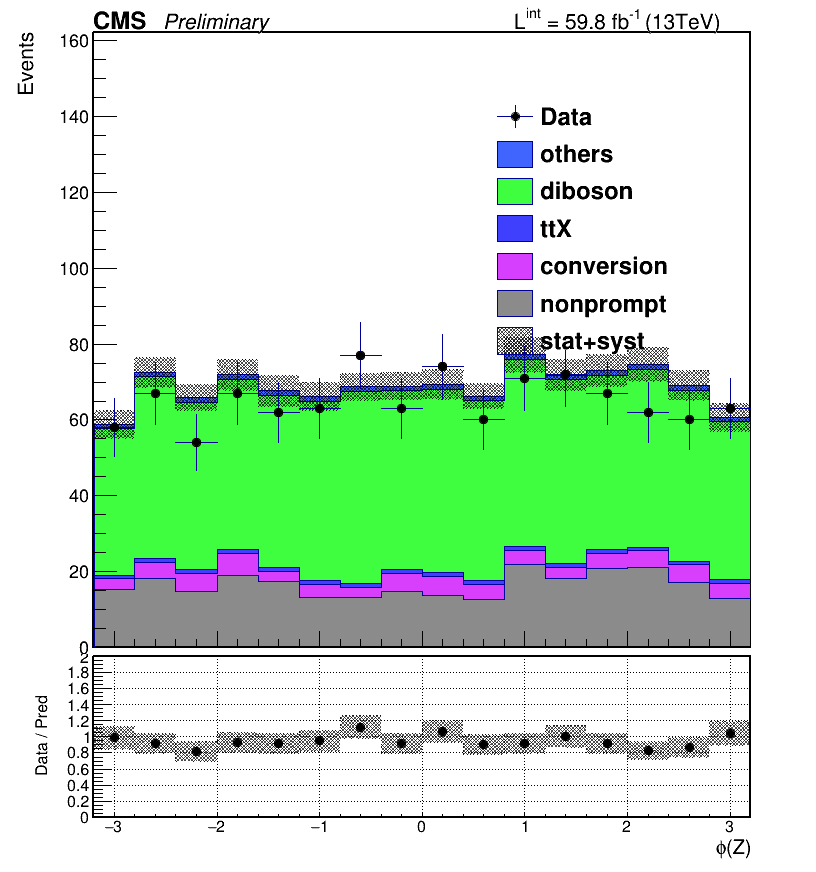 CMS Preliminary L^int = 59.8 fb^-1 (13TeV)
Events
160
140
120
100
80
60
40
20
0
Data
others
diboson
ttX
conversion
nonprompt
stat+syst
Data / Pred
2
1.8
1.6
1.4
1.2
1
0.8
0.6
0.4
0.2
0
−3 −2 −1 0 1 2 3
ϕ(Z)